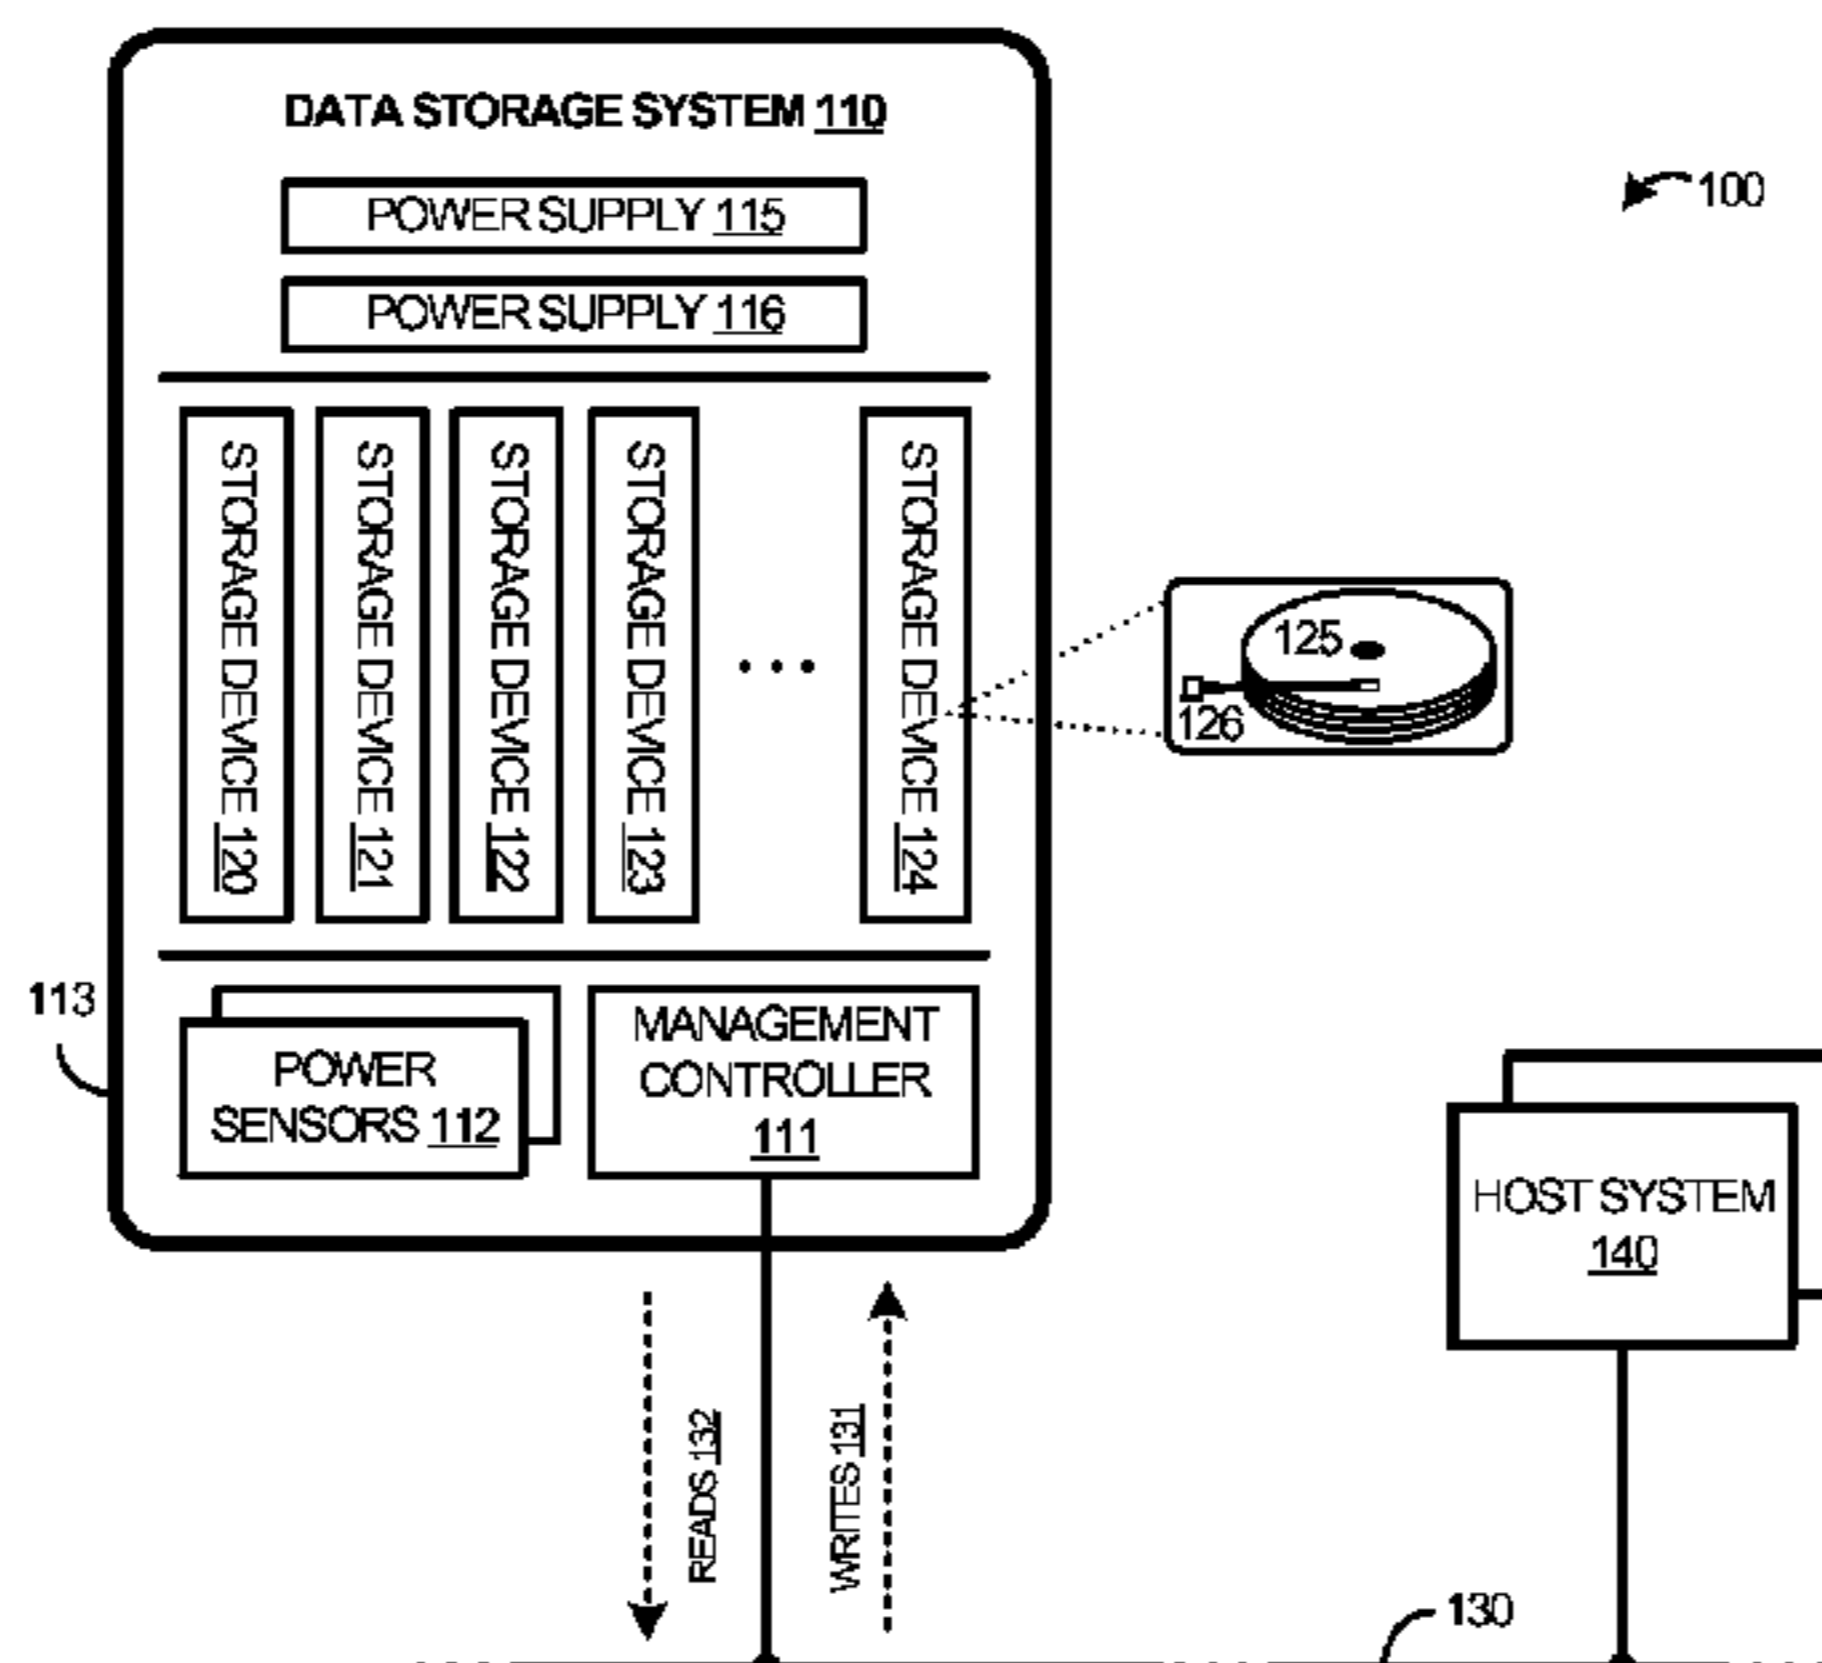 DATA STORAGE SYSTEM 110
100
POWER SUPPLY 115
POWER SUPPLY 116
STORAGE DEVICE 120
STORAGE DEVICE 121
STORAGE DEVICE 122
STORAGE DEVICE 123
...
STORAGE DEVICE 124
125
126
113
POWER
SENSORS 112
MANAGEMENT
CONTROLLER
111
HOST SYSTEM
140
READS 132
WRITES 131
130